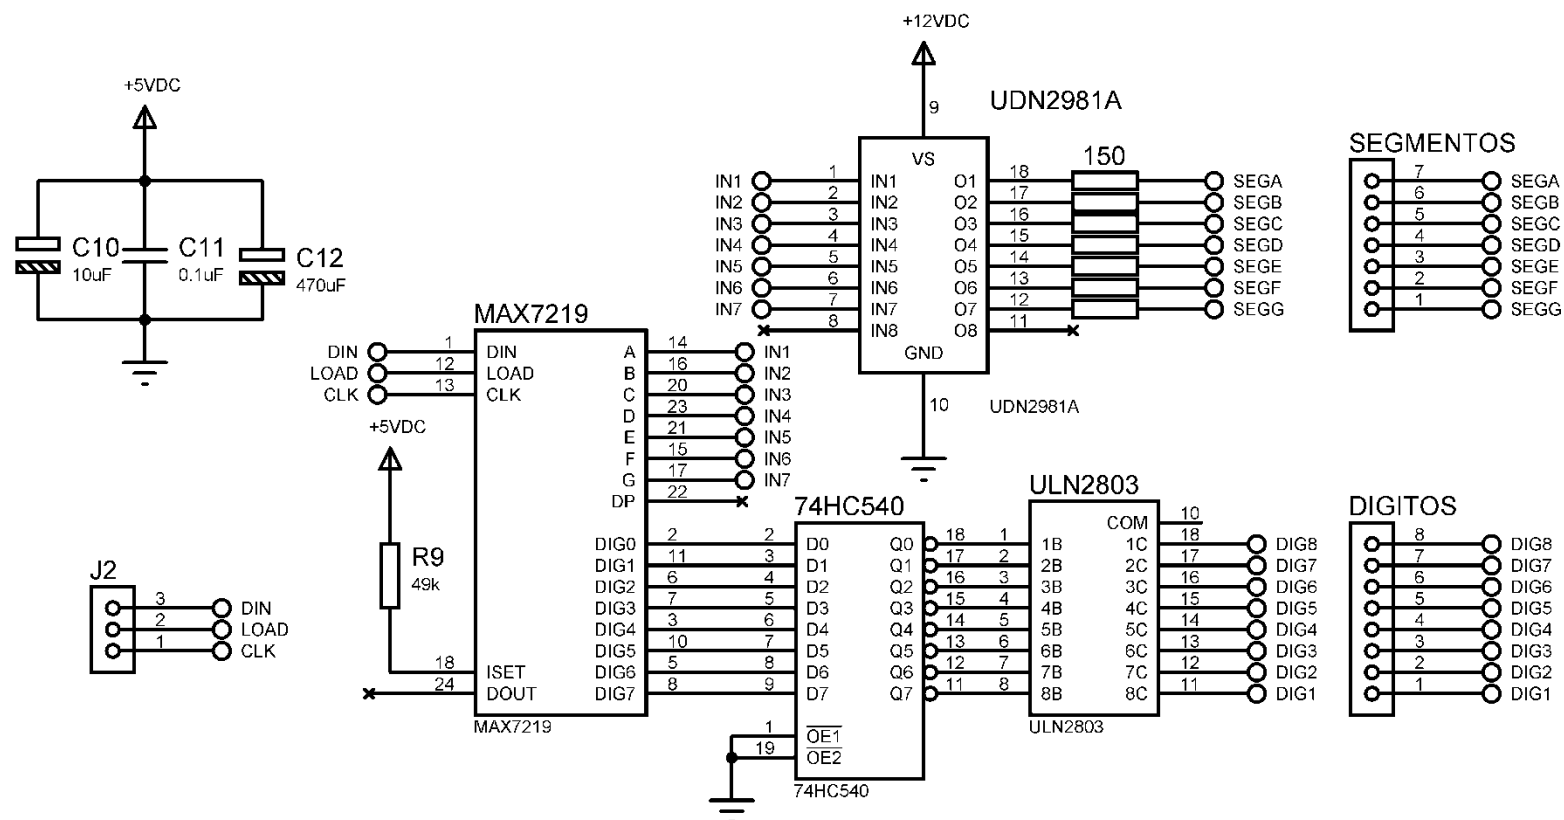 +5VDC
C10
10uF
C11
0.1uF
C12
470uF
J2
3 DIN
2 LOAD
1 CLK
MAX7219
DIN 1 DIN
LOAD 12 LOAD
CLK 13 CLK
+5VDC
R9
49k
18 ISET
24 DOUT
A 14 IN1
B 16 IN2
C 20 IN3
D 23 IN4
E 21 IN5
F 15 IN6
G 17 IN7
DP 22
DIG0 2
DIG1 11
DIG2 6
DIG3 7
DIG4 3
DIG5 10
DIG6 5
DIG7 8
MAX7219
+12VDC
9
UDN2981A
VS
150
IN1 1 IN1 O1 18 SEGA
IN2 2 IN2 O2 17 SEGB
IN3 3 IN3 O3 16 SEGC
IN4 4 IN4 O4 15 SEGD
IN5 5 IN5 O5 14 SEGE
IN6 6 IN6 O6 13 SEGF
IN7 7 IN7 O7 12 SEGG
8 IN8 O8 11
GND
10
UDN2981A
SEGMENTOS
7 SEGA
6 SEGB
5 SEGC
4 SEGD
3 SEGE
2 SEGF
1 SEGG
74HC540
2 D0 Q0 18
3 D1 Q1 17
4 D2 Q2 16
5 D3 Q3 15
6 D4 Q4 14
7 D5 Q5 13
8 D6 Q6 12
9 D7 Q7 11
1 OE1
19 OE2
74HC540
ULN2803
COM 10
1 1B 1C 18 DIG8
2 2B 2C 17 DIG7
3 3B 3C 16 DIG6
4 4B 4C 15 DIG5
5 5B 5C 14 DIG4
6 6B 6C 13 DIG3
7 7B 7C 12 DIG2
8 8B 8C 11 DIG1
ULN2803
DIGITOS
8 DIG8
7 DIG7
6 DIG6
5 DIG5
4 DIG4
3 DIG3
2 DIG2
1 DIG1